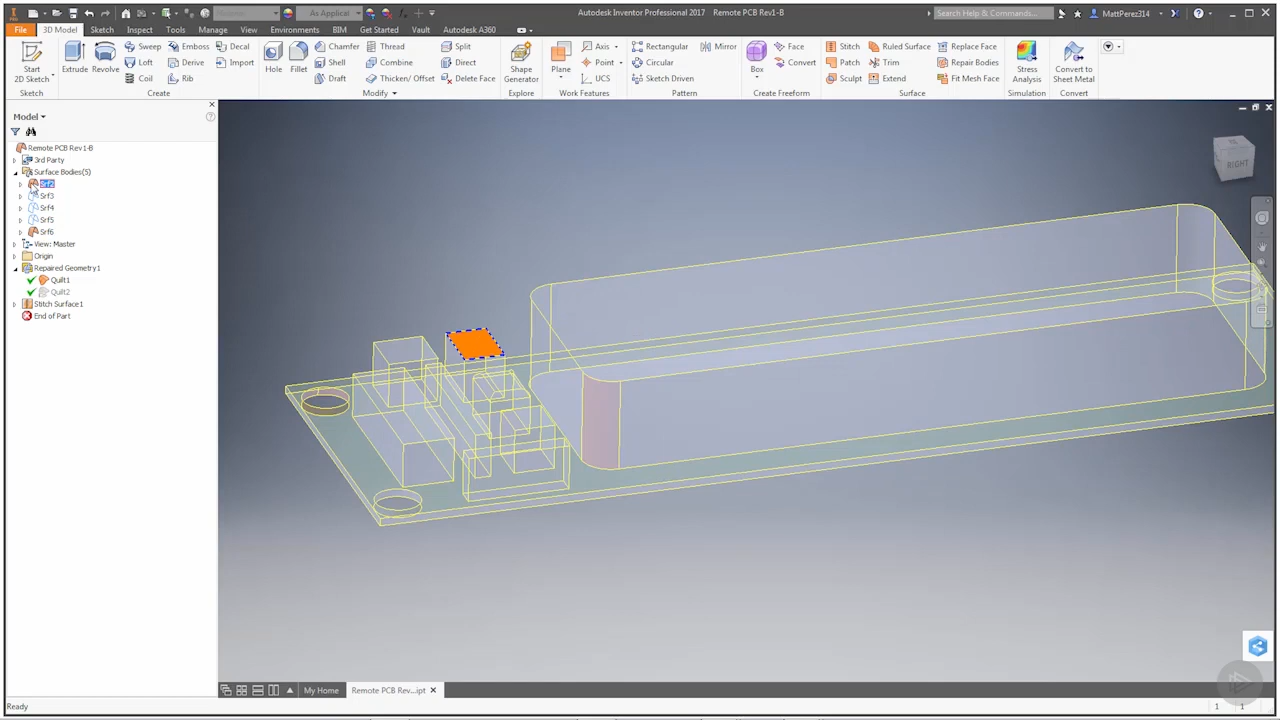 As Applical
Autodesk Inventor Professional 2017 Remote PCB Rev1-B
Search Help & Commands...
MattPerez314
File 3D Model Sketch Inspect Tools Manage View Environments BIM Get Started Vault Autodesk A360
Start
2D Sketch
Extrude
Revolve
Sweep
Loft
Coil
Emboss
Derive
Rib
Decal
Import
Hole
Fillet
Chamfer
Shell
Draft
Thread
Combine
Thicken/ Offset
Split
Direct
Delete Face
Shape
Generator
Plane
Axis
Point
UCS
Rectangular
Circular
Sketch Driven
Mirror
Box
Face
Convert
Stitch
Patch
Sculpt
Ruled Surface
Trim
Extend
Replace Face
Repair Bodies
Fit Mesh Face
Stress
Analysis
Convert to
Sheet Metal
Sketch Create Modify Explore Work Features Pattern Create Freeform Surface Simulation Convert
Model
Remote PCB Rev1-B
3rd Party
Surface Bodies(5)
Srf2
Srf3
Srf4
Srf5
Srf6
View: Master
Origin
Repaired Geometry1
Quilt1
Quilt2
Stitch Surface1
End of Part
RIGHT
My Home
Remote PCB Rev...ipt
Ready
1 1